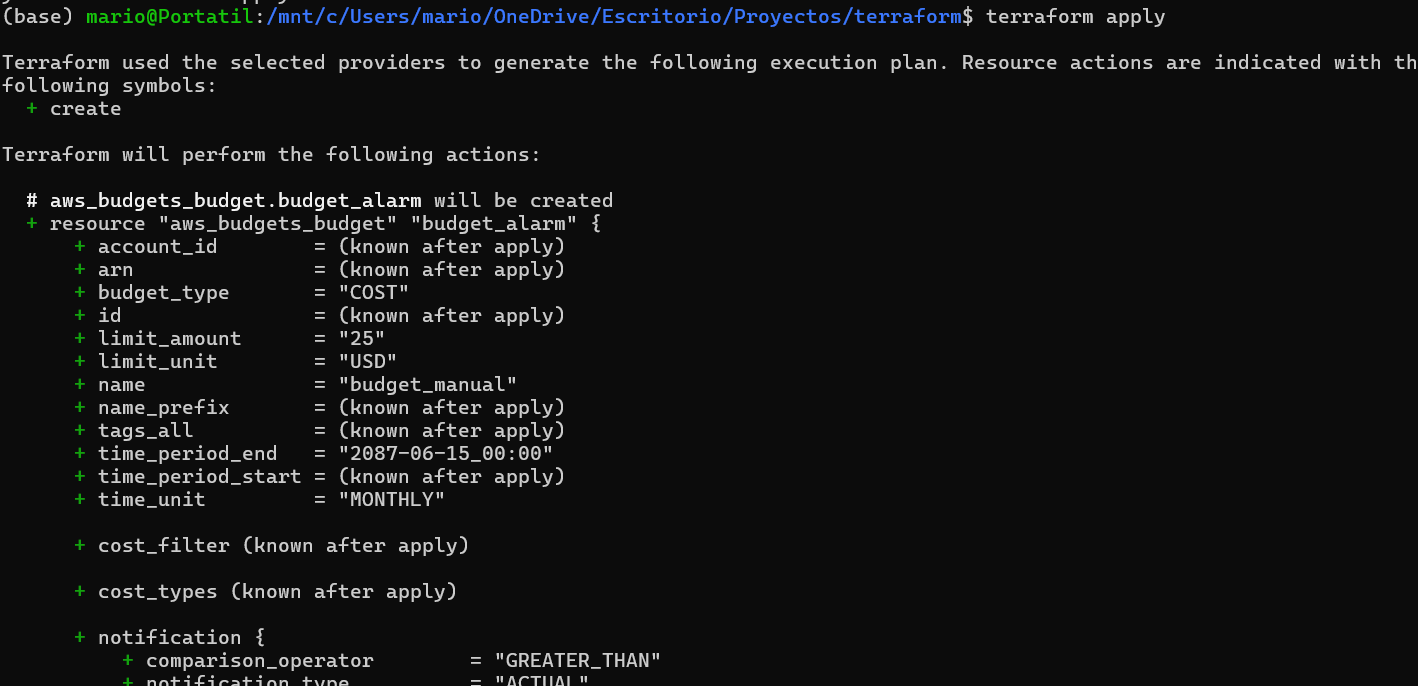 (base) mario@Portatil:/mnt/c/Users/mario/OneDrive/Escritorio/Proyectos/terraform$ terraform apply
Terraform used the selected providers to generate the following execution plan. Resource actions are indicated with th
following symbols:
+ create
Terraform will perform the following actions:
# aws_budgets_budget.budget_alarm will be created
+ resource "aws_budgets_budget" "budget_alarm" {
+ account_id = (known after apply)
+ arn = (known after apply)
+ budget_type = "COST"
+ id = (known after apply)
+ limit_amount = "25"
+ limit_unit = "USD"
+ name = "budget_manual"
+ name_prefix = (known after apply)
+ tags_all = (known after apply)
+ time_period_end = "2087-06-15_00:00"
+ time_period_start = (known after apply)
+ time_unit = "MONTHLY"
+ cost_filter (known after apply)
+ cost_types (known after apply)
+ notification {
+ comparison_operator = "GREATER_THAN"
+ notification_type = "ACTUAL"